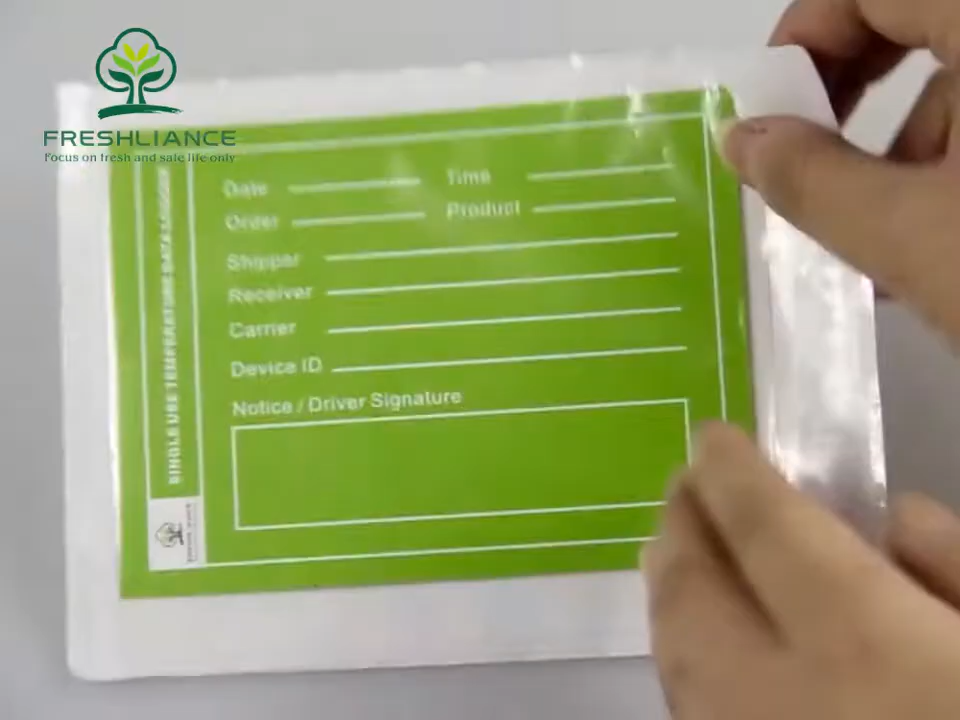 FRESHLIANCE
Focus on fresh and safe life only
SINGLE USE TEMPERATURE DATA LOGGER
Date
Time
Order
Product
Shipper
Receiver
Carrier
Device ID
Notice / Driver Signature